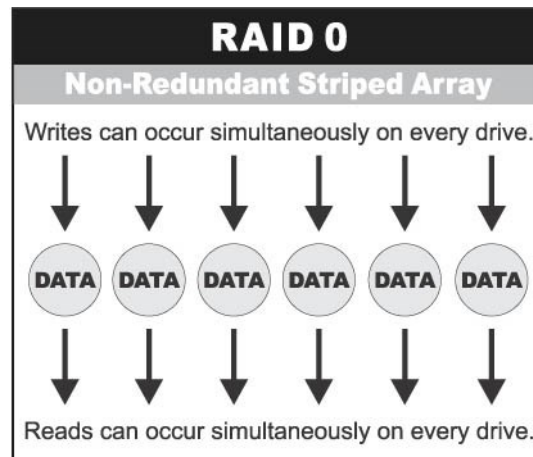 RAID 0
Non-Redundant Striped Array
Writes can occur simultaneously on every drive.
DATA DATA DATA DATA DATA DATA
Reads can occur simultaneously on every drive.